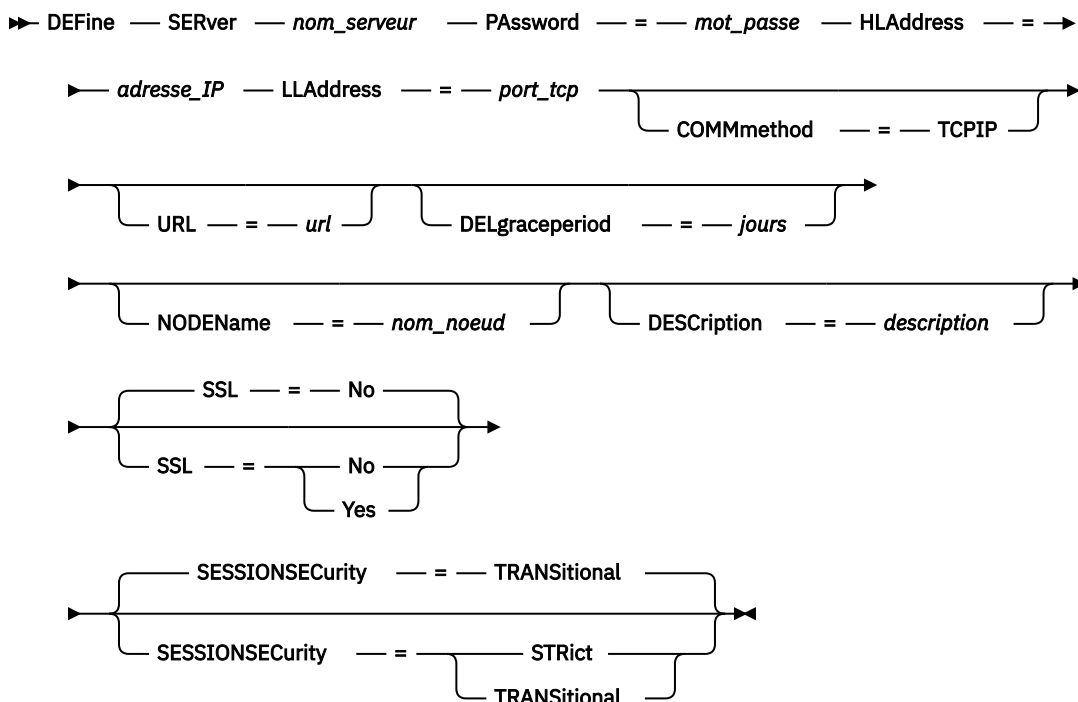 DEFine SERver nom_serveur PAssword = mot_passe HLAddress =
adresse_IP LLAddress = port_tcp
COMMmethod = TCPIP
URL = url DELgraceperiod = jours
NODEName = nom_noeud DESCription = description
SSL = No
SSL = No
Yes
SESSIONSECurity = TRANSitional
SESSIONSECurity = STRict
TRANSitional